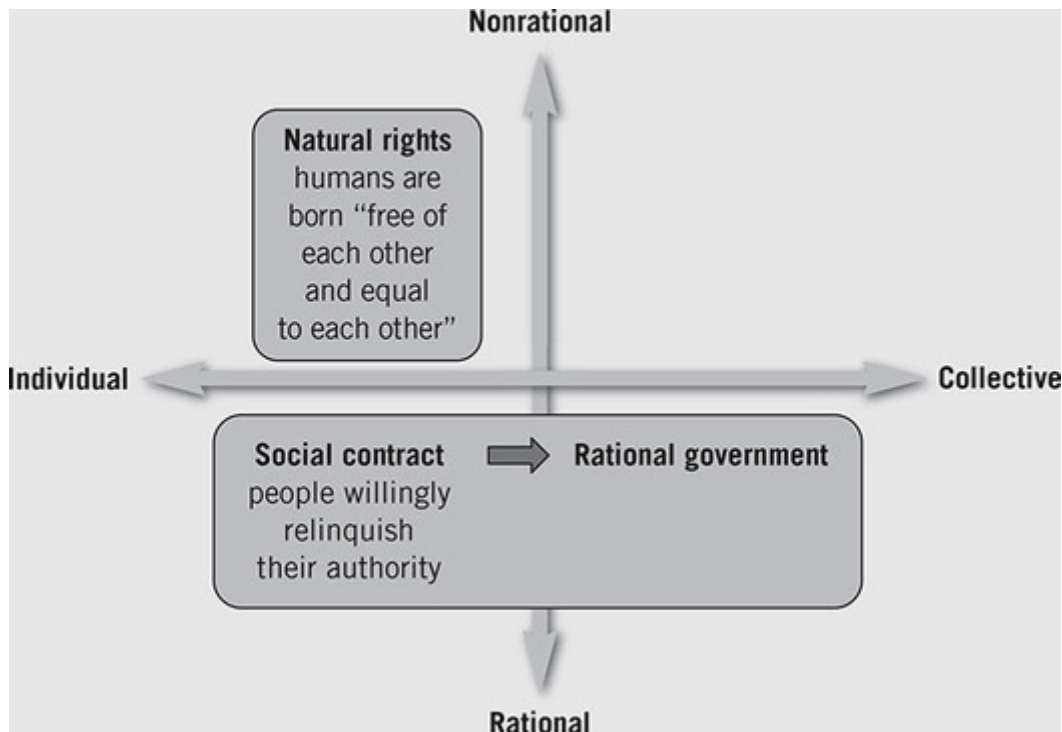 Nonrational
Natural rights
humans are
born “free of
each other
and equal
to each other”
Individual
Collective
Social contract
people willingly
relinquish
their authority
Rational government
Rational